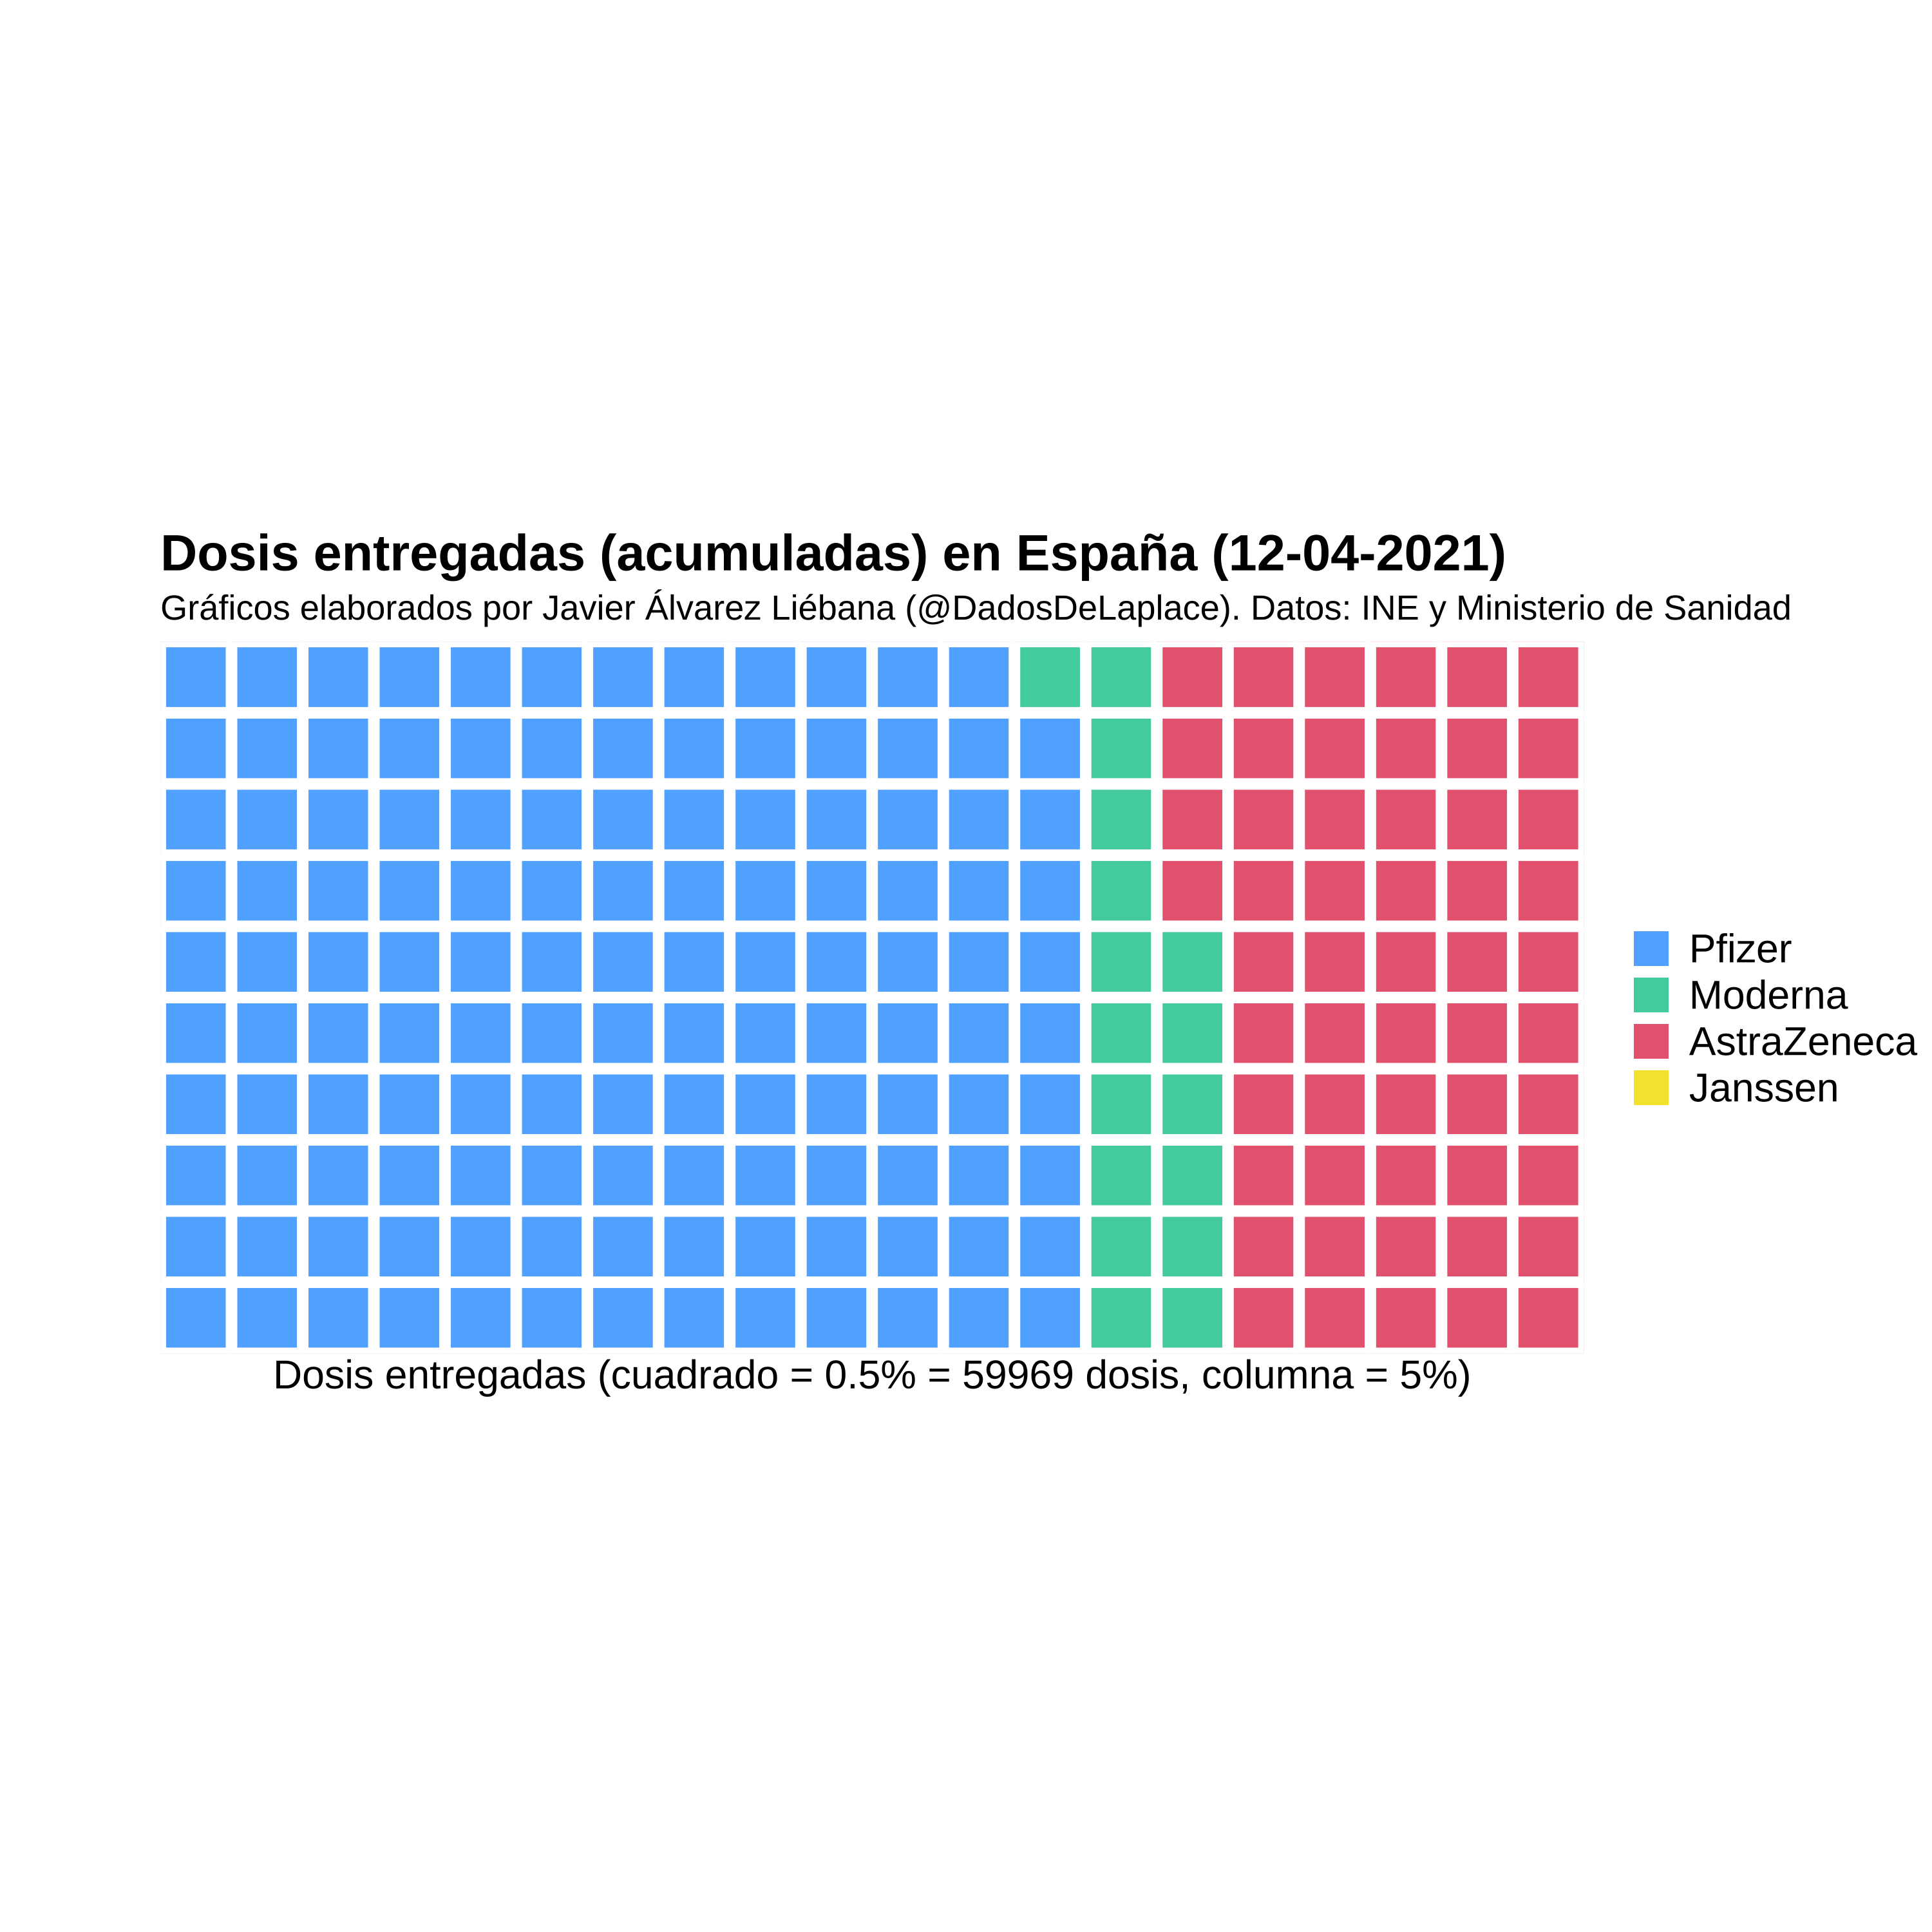 Dosis entregadas (acumuladas) en España (12-04-2021)
Gráficos elaborados por Javier Álvarez Liébana (@DadosDeLaplace). Datos: INE y Ministerio de Sanidad
Pfizer
Moderna
AstraZeneca
Janssen
Dosis entregadas (cuadrado = 0.5% = 59969 dosis, columna = 5%)